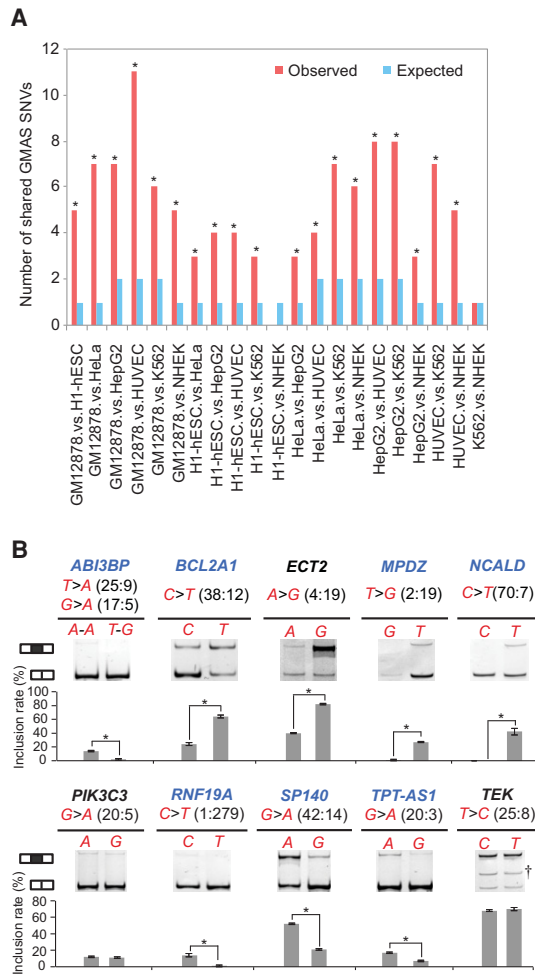 A
Number of shared GMAS SNVs
12
10
8
6
4
2
0
Observed
Expected
* * * * * * * * * * * * * * * * * * *
GM12878.vs.H1-hESC
GM12878.vs.HeLa
GM12878.vs.HepG2
GM12878.vs.HUVEC
GM12878.vs.K562
GM12878.vs.NHEK
H1-hESC.vs.HeLa
H1-hESC.vs.HepG2
H1-hESC.vs.HUVEC
H1-hESC.vs.K562
H1-hESC.vs.NHEK
HeLa.vs.HepG2
HeLa.vs.HUVEC
HeLa.vs.K562
HeLa.vs.NHEK
HepG2.vs.HUVEC
HepG2.vs.K562
HepG2.vs.NHEK
HUVEC.vs.K562
HUVEC.vs.NHEK
K562.vs.NHEK
B
ABI3BP BCL2A1 ECT2 MPDZ NCALD
T>A (25:9)
G>A (17:5)
C>T (38:12)
A>G (4:19)
T>G (2:19)
C>T(70:7)
A-A T-G C T A G G T C T
Inclusion rate (%)
100
80
60
40
20
0
* * * * *
PIK3C3 RNF19A SP140 TPT-AS1 TEK
G>A (20:5) C>T (1:279) G>A (42:14) G>A (20:3) T>C (25:8)
A G C T A G A G C T
†
Inclusion rate (%)
80
60
40
20
0
* * *